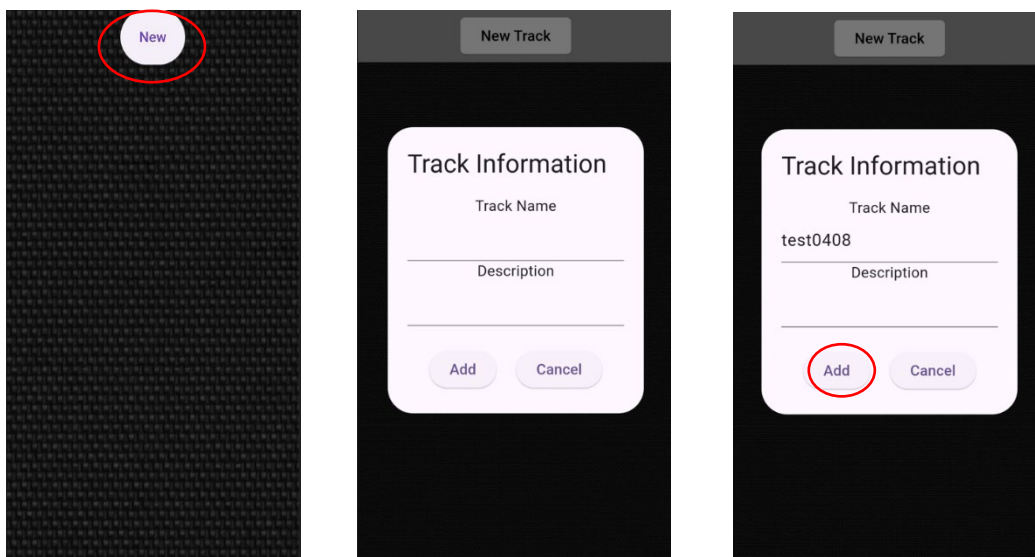 New
New Track
Track Information
Track Name
Description
Add Cancel
New Track
Track Information
Track Name
test0408
Description
Add Cancel